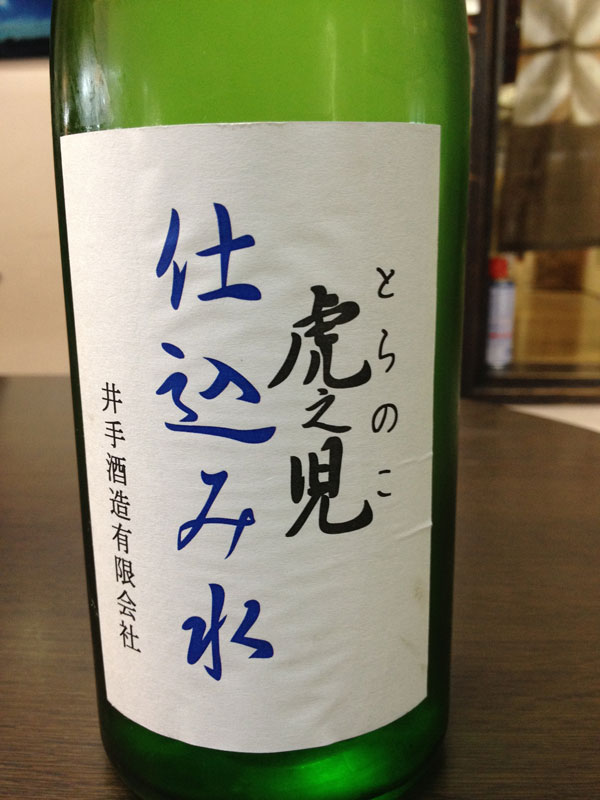 とらのこ
虎之児
仕込み水
井手酒造有限会社